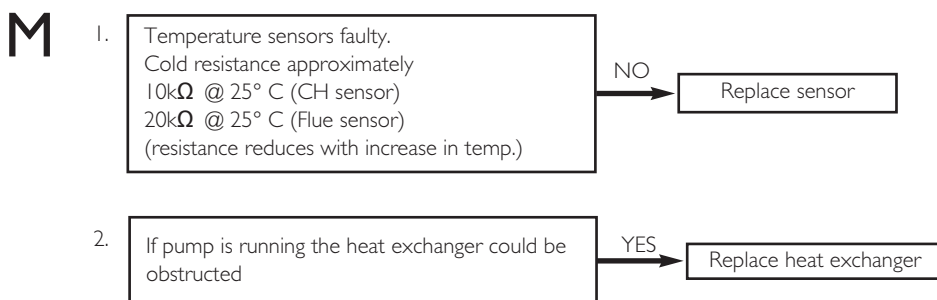 M
1.
Temperature sensors faulty.
Cold resistance approximately
10kΩ @ 25° C (CH sensor)
20kΩ @ 25° C (Flue sensor)
(resistance reduces with increase in temp.)
NO
Replace sensor
2.
If pump is running the heat exchanger could be
obstructed
YES
Replace heat exchanger